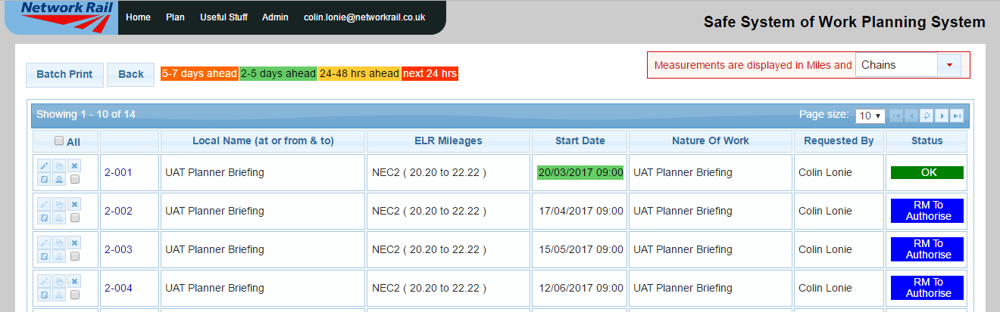 Network Rail
Home Plan Useful Stuff Admin colin.lonie@networkrail.co.uk
Safe System of Work Planning System
Batch Print Back 5-7 days ahead 2-5 days ahead 24-48 hrs ahead next 24 hrs
Measurements are displayed in Miles and Chains
Showing 1 - 10 of 14 Page size: 10
All Local Name (at or from & to) ELR Mileages Start Date Nature Of Work Requested By Status
2-001 UAT Planner Briefing NEC2 ( 20.20 to 22.22 ) 20/03/2017 09:00 UAT Planner Briefing Colin Lonie OK
2-002 UAT Planner Briefing NEC2 ( 20.20 to 22.22 ) 17/04/2017 09:00 UAT Planner Briefing Colin Lonie RM To
Authorise
2-003 UAT Planner Briefing NEC2 ( 20.20 to 22.22 ) 15/05/2017 09:00 UAT Planner Briefing Colin Lonie RM To
Authorise
2-004 UAT Planner Briefing NEC2 ( 20.20 to 22.22 ) 12/06/2017 09:00 UAT Planner Briefing Colin Lonie RM To
Authorise